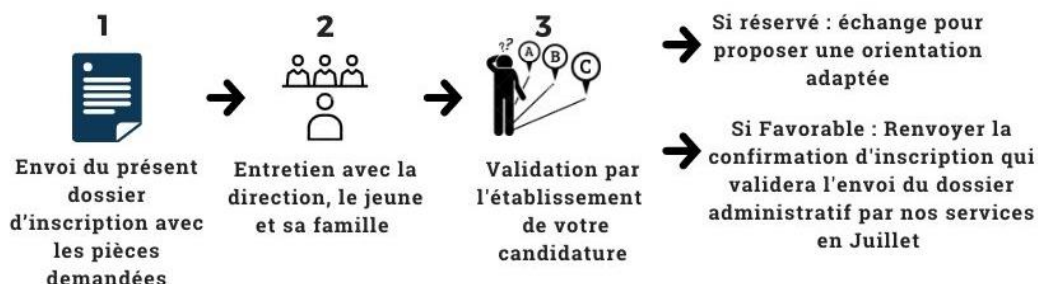 1
Envoi du présent
dossier
d'inscription avec
les pièces
demandées
2
Entretien avec la
direction, le jeune
et sa famille
3
??
A
B
C
Validation par
l'établissement
de votre
candidature
Si réservé : échange pour
proposer une orientation
adaptée
Si Favorable : Renvoyer la
confirmation d'inscription qui
validera l'envoi du dossier
administratif par nos services
en Juillet